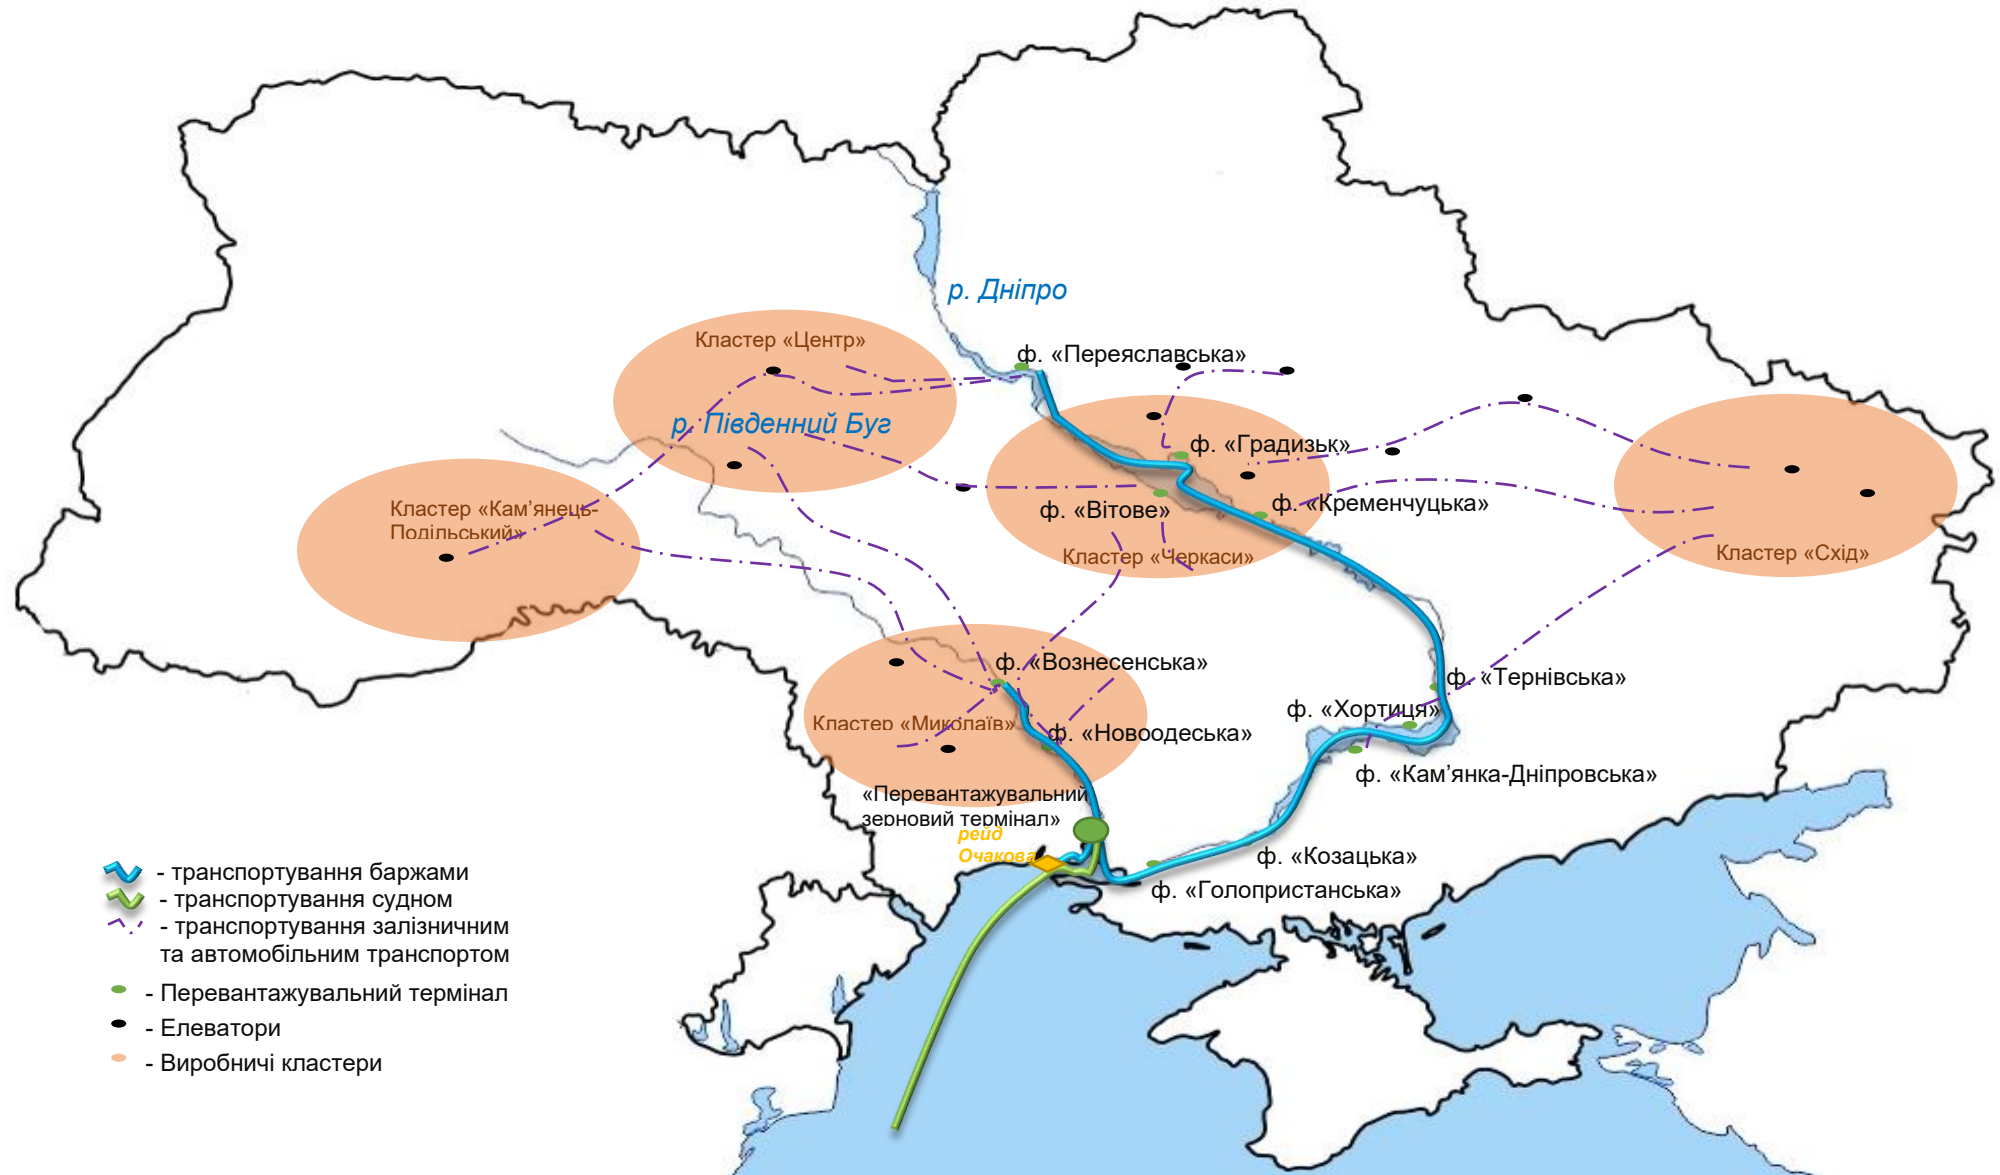 р. Дніпро
Кластер «Центр»
ф. «Переяславська»
р. Південний Буг
ф. «Градизьк»
Кластер «Кам’янець-
Подільський»
ф. «Вітове»
ф. «Кременчуцька»
Кластер «Черкаси»
Кластер «Схід»
ф. «Вознесенська»
ф. «Тернівська»
ф. «Хортиця»
Кластер «Миколаїв»
ф. «Новоодеська»
ф. «Кам’янка-Дніпровська»
«Перевантажувальний
зерновий термінал»
рейд
Очакова
ф. «Козацька»
ф. «Голопристанська»
- транспортування баржами
- транспортування судном
- транспортування залізничним
та автомобільним транспортом
- Перевантажувальний термінал
- Елеватори
- Виробничі кластери